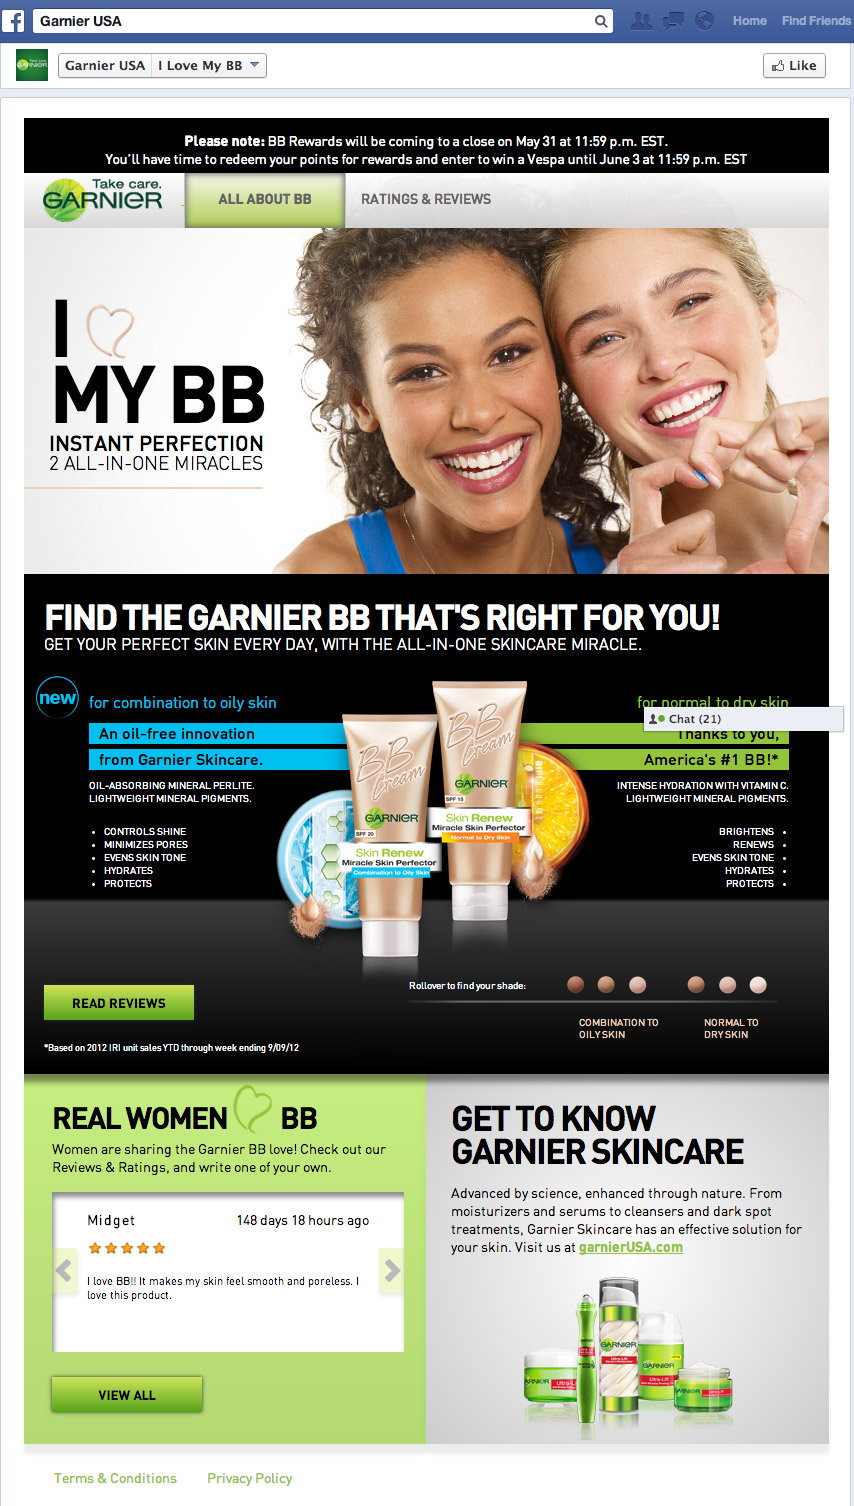 Garnier USA
Home Find Friends
Garnier USA I Love My BB
Like
Please note: BB Rewards will be coming to a close on May 31 at 11:59 p.m. EST.
You'll have time to redeem your points for rewards and enter to win a Vespa until June 3 at 11:59 p.m. EST
Take care.
GARNIER
ALL ABOUT BB
RATINGS & REVIEWS
I
MY BB
INSTANT PERFECTION
2 ALL-IN-ONE MIRACLES
FIND THE GARNIER BB THAT'S RIGHT FOR YOU!
GET YOUR PERFECT SKIN EVERY DAY, WITH THE ALL-IN-ONE SKINCARE MIRACLE.
new
for combination to oily skin
An oil-free innovation
from Garnier Skincare.
OIL-ABSORBING MINERAL PERLITE.
LIGHTWEIGHT MINERAL PIGMENTS.
• CONTROLS SHINE
• MINIMIZES PORES
• EVENS SKIN TONE
• HYDRATES
• PROTECTS
BB
Cream
GARNIER
SPF 20
Skin Renew
Miracle Skin Perfector
Combination to Oily Skin
BB
Cream
GARNIER
SPF 15
Skin Renew
Miracle Skin Perfector
Normal to Dry Skin
for normal to dry skin
Chat (21)
Thanks to you,
America's #1 BB!*
INTENSE HYDRATION WITH VITAMIN C.
LIGHTWEIGHT MINERAL PIGMENTS.
BRIGHTENS •
RENEWS •
EVENS SKIN TONE •
HYDRATES •
PROTECTS •
READ REVIEWS
Rollover to find your shade:
COMBINATION TO
OILY SKIN
NORMAL TO
DRY SKIN
*Based on 2012 IRI unit sales YTD through week ending 9/09/12
REAL WOMEN BB
Women are sharing the Garnier BB love! Check out our
Reviews & Ratings, and write one of your own.
Midget 148 days 18 hours ago
I love BB!! It makes my skin feel smooth and poreless. I
love this product.
VIEW ALL
GET TO KNOW
GARNIER SKINCARE
Advanced by science, enhanced through nature. From
moisturizers and serums to cleansers and dark spot
treatments, Garnier Skincare has an effective solution for
your skin. Visit us at garnierUSA.com
GARNIER
Ultra-Lift
GARNIER
Ultra-Lift
GARNIER
Ultra-Lift
GARNIER
Ultra-Lift
Terms & Conditions Privacy Policy